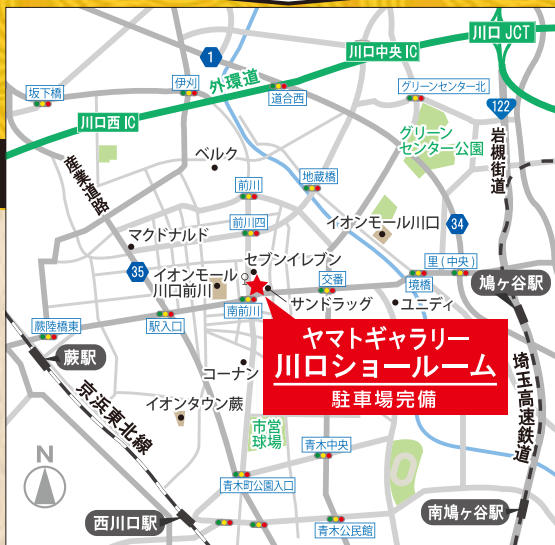 川口 JCT
川口中央 IC
1
外環道
伊刈
坂下橋
道合西
グリーンセンター北
川口西 IC
122
岩槻街道
グリーン
センター公園
ベルク
産業道路
前川
地蔵橋
前川四
イオンモール川口
34
マクドナルド
セブンイレブン
35
イオンモール
川口前川
交番
里 (中央)
境橋
鳩ヶ谷駅
サンドラッグ
ユニディ
南前川
駅入口
蕨陸橋東
蕨駅
ヤマトギャラリー
川口ショールーム
駐車場完備
コーナン
京浜東北線
イオンタウン蕨
埼玉高速鉄道
市営
球場
青木中央
N
青木町公園入口
西川口駅
青木公民館
南鳩ヶ谷駅